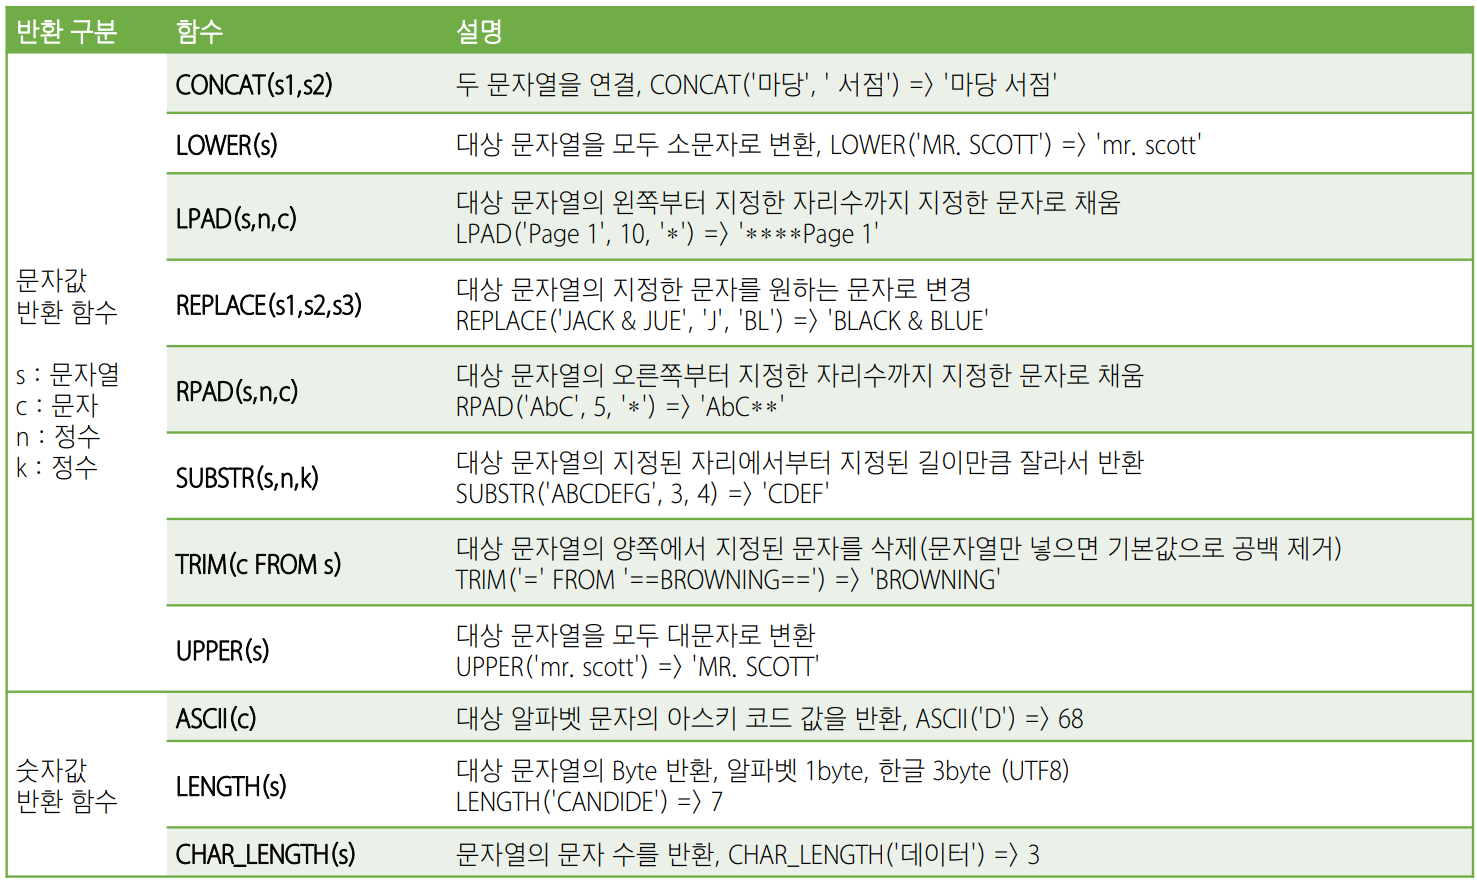 반환 구분 함수 설명
문자값
반환 함수
s : 문자열
c : 문자
n : 정수
k : 정수
CONCAT(s1,s2) 두 문자열을 연결, CONCAT('마당', ' 서점') => '마당 서점'
LOWER(s) 대상 문자열을 모두 소문자로 변환, LOWER('MR. SCOTT') => 'mr. scott'
LPAD(s,n,c) 대상 문자열의 왼쪽부터 지정한 자리수까지 지정한 문자로 채움
LPAD('Page 1', 10, '*') => '****Page 1'
REPLACE(s1,s2,s3) 대상 문자열의 지정한 문자를 원하는 문자로 변경
REPLACE('JACK & JUE', 'J', 'BL') => 'BLACK & BLUE'
RPAD(s,n,c) 대상 문자열의 오른쪽부터 지정한 자리수까지 지정한 문자로 채움
RPAD('AbC', 5, '*') => 'AbC**'
SUBSTR(s,n,k) 대상 문자열의 지정된 자리에서부터 지정된 길이만큼 잘라서 반환
SUBSTR('ABCDEFG', 3, 4) => 'CDEF'
TRIM(c FROM s) 대상 문자열의 양쪽에서 지정된 문자를 삭제(문자열만 넣으면 기본값으로 공백 제거)
TRIM('=' FROM '==BROWNING==') => 'BROWNING'
UPPER(s) 대상 문자열을 모두 대문자로 변환
UPPER('mr. scott') => 'MR. SCOTT'
숫자값
반환 함수
ASCII(c) 대상 알파벳 문자의 아스키 코드 값을 반환, ASCII('D') => 68
LENGTH(s) 대상 문자열의 Byte 반환, 알파벳 1byte, 한글 3byte (UTF8)
LENGTH('CANDIDE') => 7
CHAR_LENGTH(s) 문자열의 문자 수를 반환, CHAR_LENGTH('데이터') => 3